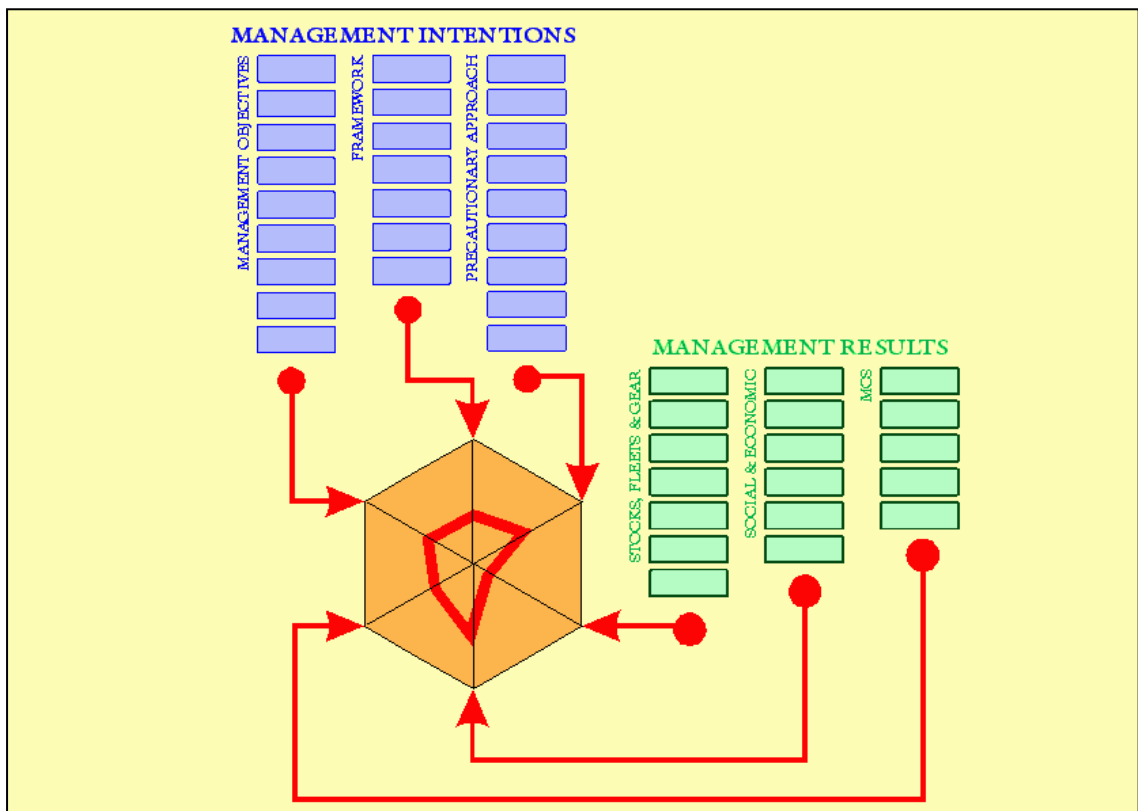 MANAGEMENT INTENTIONS
MANAGEMENT OBJECTIVES
FRAMEWORK
PRECAUTIONARY APPROACH
MANAGEMENT RESULTS
STOCKS, FLEETS & GEAR
SOCIAL & ECONOMIC
MCS